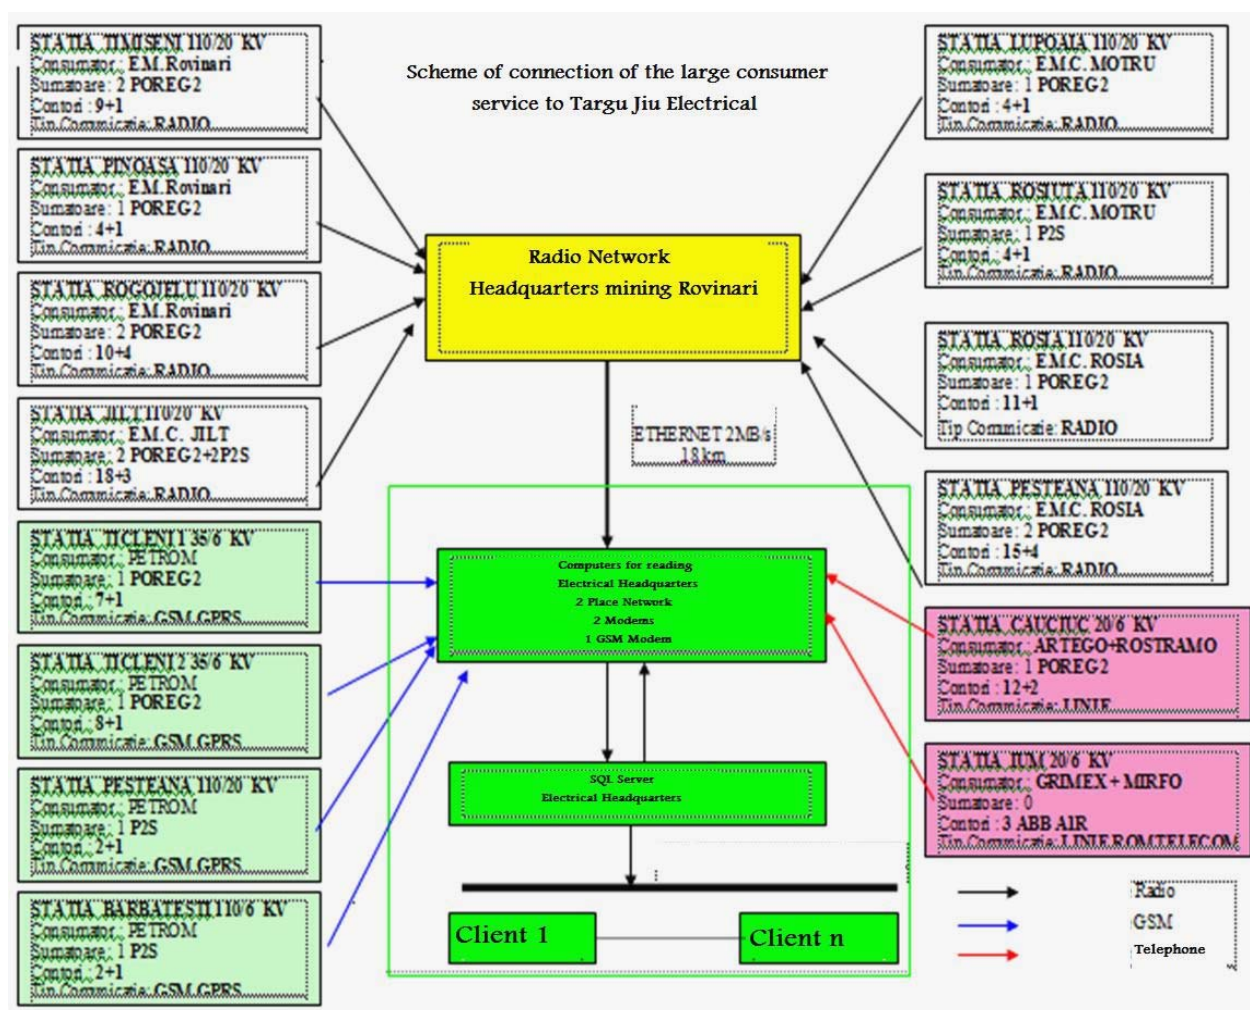 Scheme of connection of the large consumer
service to Targu Jiu Electrical
STATIA TIMISENI 110/20 KV
Consumator : E.M.Rovinari
Sumatoare: 2 POREG2
Contori : 9+1
Tip Comunicatie: RADIO
STATIA PINOASA 110/20 KV
Consumator : E.M.Rovinari
Sumatoare: 1 POREG2
Contori : 4+1
Tip Comunicatie: RADIO
STATIA ROGOJELU 110/20 KV
Consumator : E.M.Rovinari
Sumatoare: 2 POREG2
Contori : 10+4
Tip Comunicatie: RADIO
STATIA JILT 110/20 KV
Consumator : E.M.C. JILT
Sumatoare: 2 POREG2+2P2S
Contori : 18+3
Tip Comunicatie: RADIO
STATIA TICLENI 1 35/6 KV
Consumator : PETROM
Sumatoare: 1 POREG2
Contori : 7+1
Tip Comunicatie: GSM.GPRS
STATIA TICLENI 2 35/6 KV
Consumator : PETROM
Sumatoare: 1 POREG2
Contori : 8+1
Tip Comunicatie: GSM.GPRS
STATIA PESTEANA 110/20 KV
Consumator : PETROM
Sumatoare: 1 P2S
Contori : 2+1
Tip Comunicatie: GSM.GPRS
STATIA BARBATESTI 110/6 KV
Consumator : PETROM
Sumatoare: 1 P2S
Contori : 2+1
Tip Comunicatie: GSM.GPRS
Radio Network
Headquarters mining Rovinari
ETHERNET 2MB/s
18 km
Computers for reading
Electrical Headquarters
2 Place Network
2 Modems
1 GSM Modem
SQL Server
Electrical Headquarters
Client 1
Client n
STATIA LUPOAIA 110/20 KV
Consumator : E.M.C. MOTRU
Sumatoare: 1 POREG2
Contori : 4+1
Tip Comunicatie: RADIO
STATIA ROSIUTA 110/20 KV
Consumator : E.M.C. MOTRU
Sumatoare: 1 P2S
Contori : 4+1
Tip Comunicatie: RADIO
STATIA ROSIA 110/20 KV
Consumator : E.M.C. ROSIA
Sumatoare: 1 POREG2
Contori : 11+1
Tip Comunicatie: RADIO
STATIA PESTEANA 110/20 KV
Consumator : E.M.C. ROSIA
Sumatoare: 2 POREG2
Contori : 15+4
Tip Comunicatie: RADIO
STATIA CAUCIUC 20/6 KV
Consumator : ARTEGO+ROSTRAMO
Sumatoare: 1 POREG2
Contori : 12+2
Tip Comunicatie: LINIE
STATIA IUM 20/6 KV
Consumator : GRIMEX + MIRFO
Sumatoare: 0
Contori : 3 ABB A1R
Tip Comunicatie: LINIE ROMTELECOM
Radio
GSM
Telephone